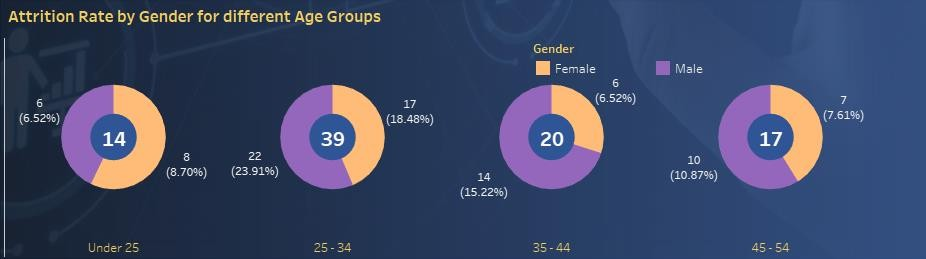 Attrition Rate by Gender for different Age Groups
Gender
Female
Male
6
(6.52%)
14
8
(8.70%)
17
(18.48%)
39
22
(23.91%)
6
(6.52%)
20
14
(15.22%)
7
(7.61%)
17
10
(10.87%)
Under 25
25 - 34
35 - 44
45 - 54